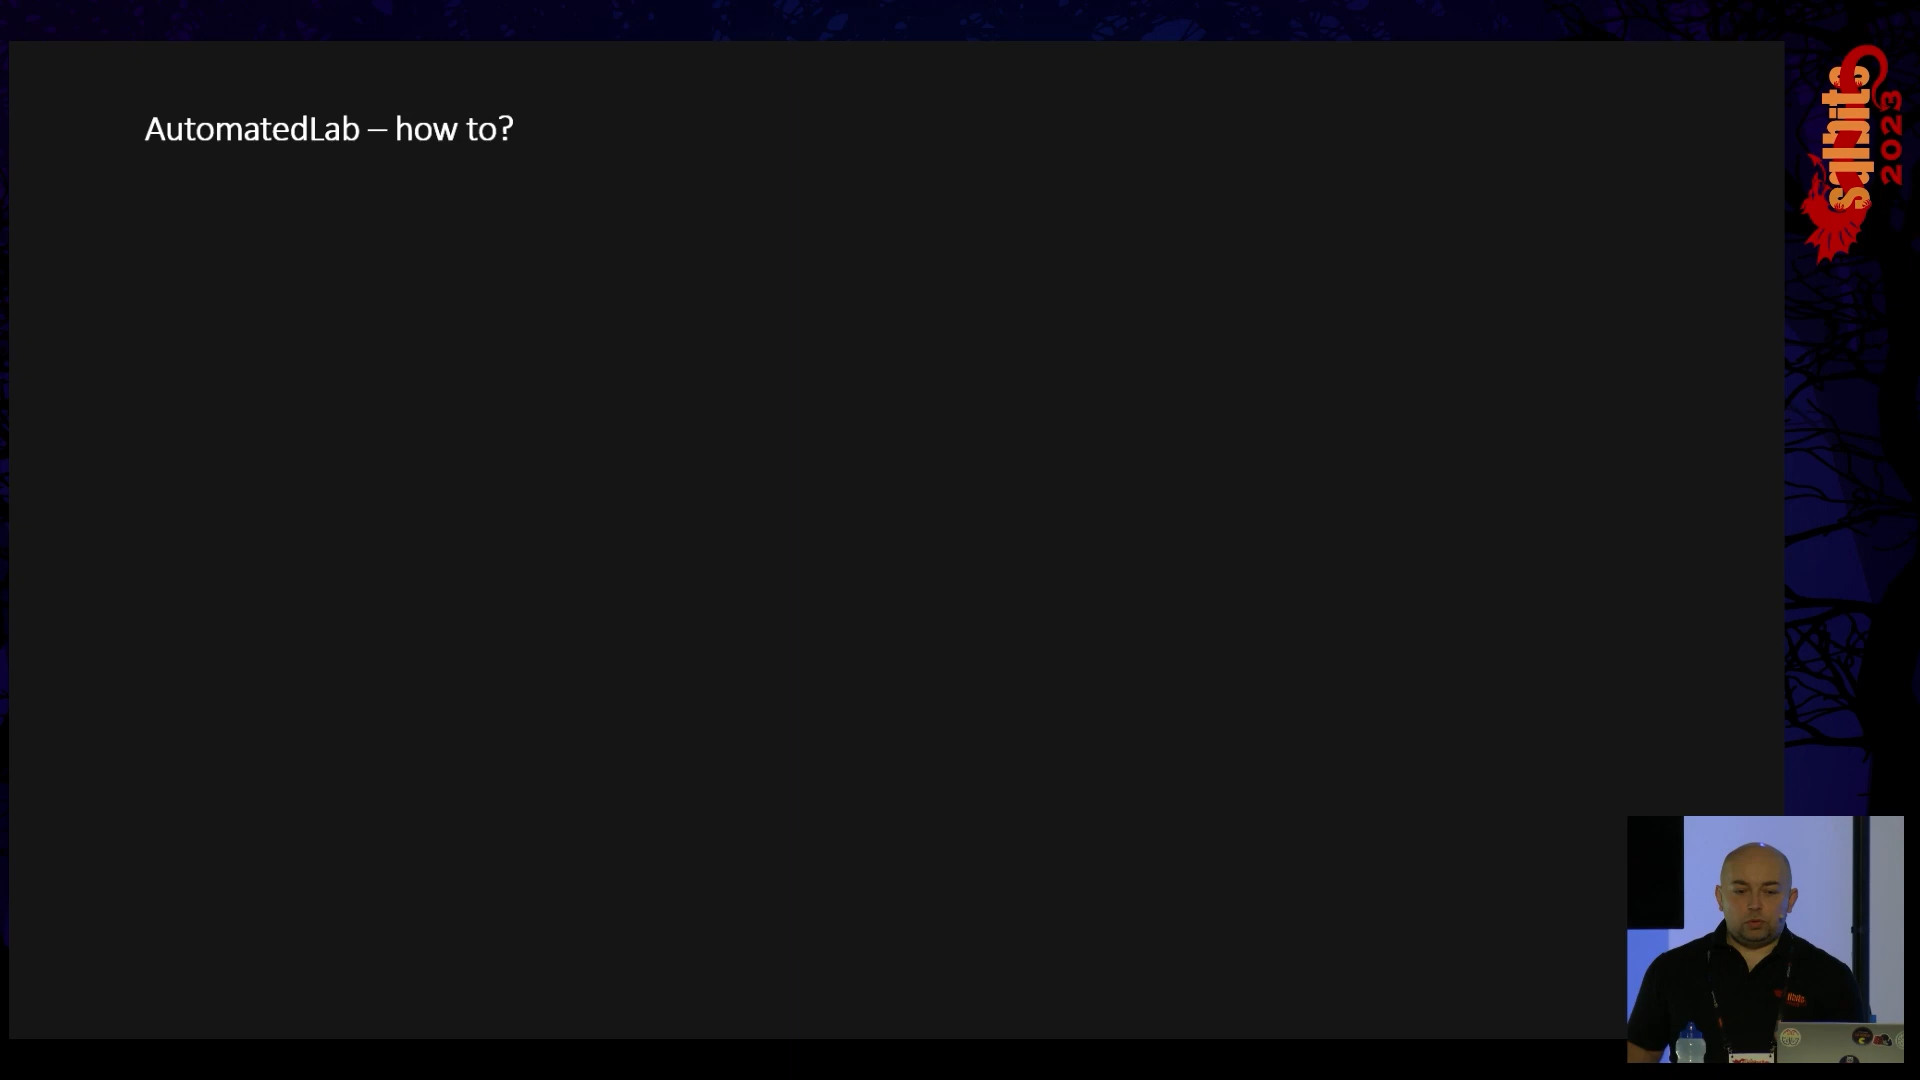 AutomatedLab – how to?
sqlbits
2023